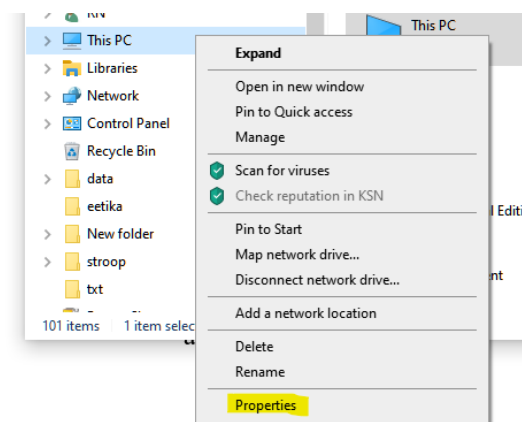 This PC
Libraries
Network
Control Panel
Recycle Bin
data
eetika
New folder
stroop
txt
101 items 1 item selec
Expand
Open in new window
Pin to Quick access
Manage
Scan for viruses
Check reputation in KSN
Pin to Start
Map network drive...
Disconnect network drive...
Add a network location
Delete
Rename
Properties
This PC
l Editi
nt